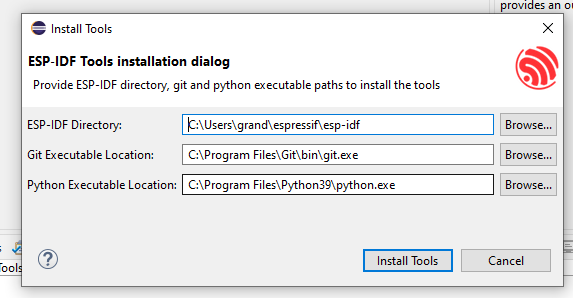 provides an ou
Install Tools
ESP-IDF Tools installation dialog
Provide ESP-IDF directory, git and python executable paths to install the tools
ESP-IDF Directory: C:\Users\grand\espressif\esp-idf Browse...
Git Executable Location: C:\Program Files\Git\bin\git.exe Browse...
Python Executable Location: C:\Program Files\Python39\python.exe Browse...
s
Tools
? Install Tools Cancel